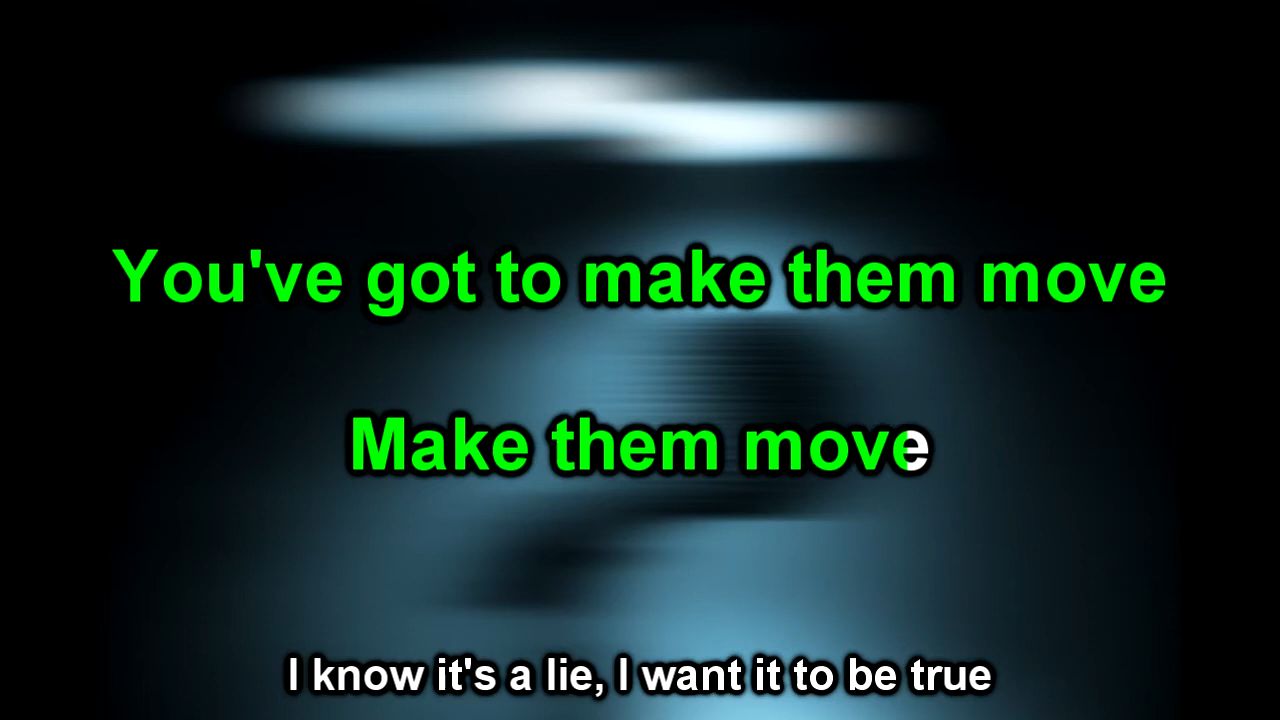 You've got to make them move
Make them move
I know it's a lie, I want it to be true